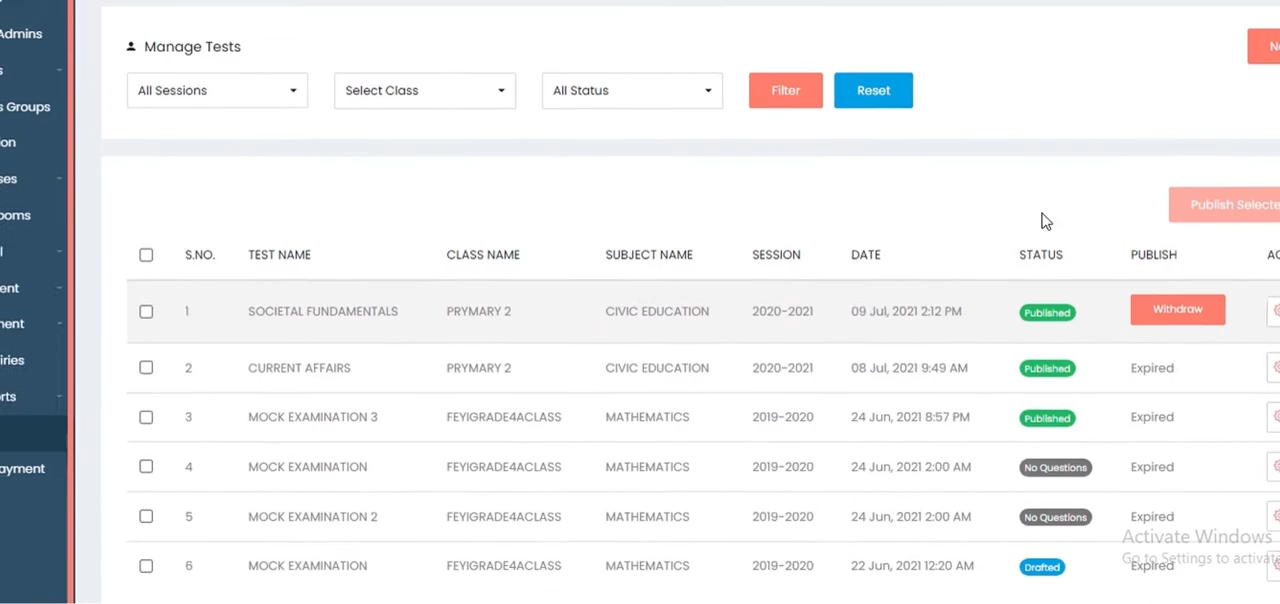 Admins
s
s Groups
ion
ses
ooms
l
ent
ment
iries
rts
ayment
Manage Tests
All Sessions Select Class All Status Filter Reset
Publish Selecte
S.NO. TEST NAME CLASS NAME SUBJECT NAME SESSION DATE STATUS PUBLISH AC
1 SOCIETAL FUNDAMENTALS PRYMARY 2 CIVIC EDUCATION 2020-2021 09 Jul, 2021 2:12 PM Published Withdraw
2 CURRENT AFFAIRS PRYMARY 2 CIVIC EDUCATION 2020-2021 08 Jul, 2021 9:49 AM Published Expired
3 MOCK EXAMINATION 3 FEYIGRADE4ACLASS MATHEMATICS 2019-2020 24 Jun, 2021 8:57 PM Published Expired
4 MOCK EXAMINATION FEYIGRADE4ACLASS MATHEMATICS 2019-2020 24 Jun, 2021 2:00 AM No Questions Expired
5 MOCK EXAMINATION 2 FEYIGRADE4ACLASS MATHEMATICS 2019-2020 24 Jun, 2021 2:00 AM No Questions Expired
6 MOCK EXAMINATION FEYIGRADE4ACLASS MATHEMATICS 2019-2020 22 Jun, 2021 12:20 AM Drafted Expired
Activate Windows
Go to Settings to activate